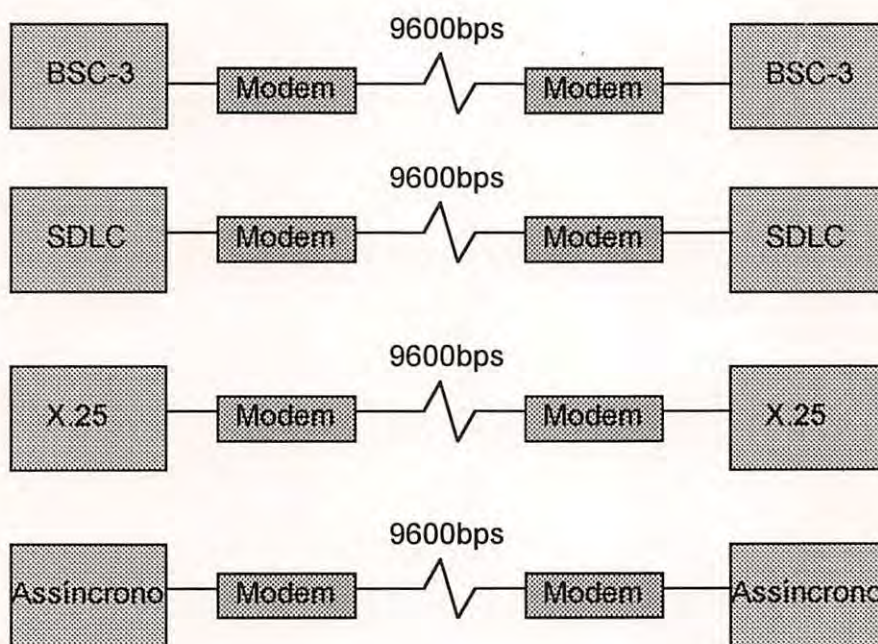 9600bps
BSC-3 Modem Modem BSC-3
9600bps
SDLC Modem Modem SDLC
9600bps
X.25 Modem Modem X.25
9600bps
Assíncrono Modem Modem Assíncrono